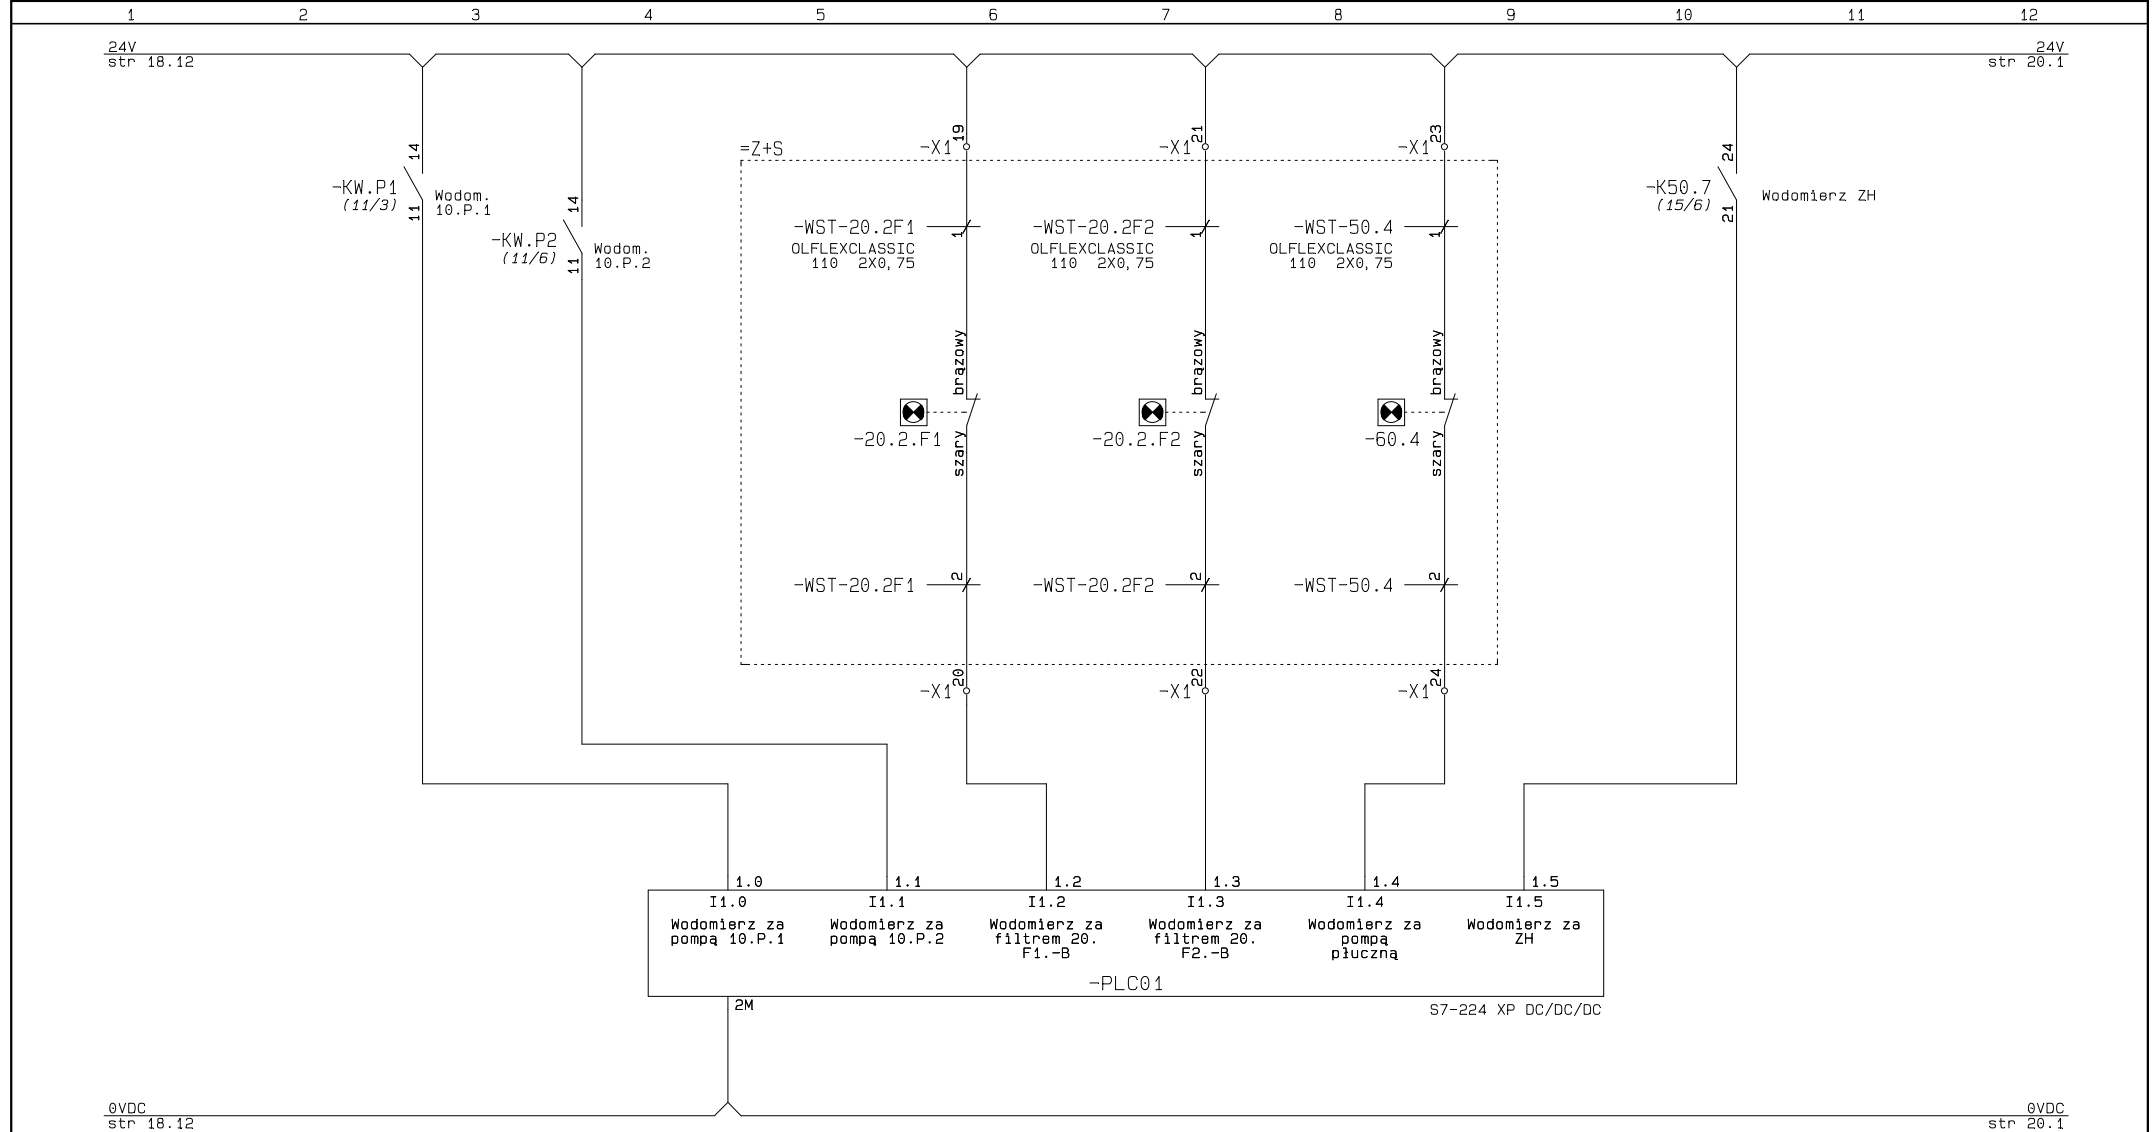 1 2 3 4 5 6 7 8 9 10 11 12
24V
str 18.12
24V
str 20.1
14
-KW.P1
(11/3)
11
Wodom.
10.P.1
14
-KW.P2
(11/6)
11
Wodom.
10.P.2
=Z+S
-X1 19
-WST-20.2F1
1
OLFLEXCLASSIC
110 2X0,75
brązowy
-20.2.F1
szary
-WST-20.2F1
2
-X1 20
-X1 21
-WST-20.2F2
1
OLFLEXCLASSIC
110 2X0,75
brązowy
-20.2.F2
szary
-WST-20.2F2
2
-X1 22
-X1 23
-WST-50.4
1
OLFLEXCLASSIC
110 2X0,75
brązowy
-60.4
szary
-WST-50.4
2
-X1 24
24
-K50.7
(15/6)
21
Wodomierz ZH
1.0
I1.0
Wodomierz za
pompą 10.P.1
1.1
I1.1
Wodomierz za
pompą 10.P.2
1.2
I1.2
Wodomierz za
filtrem 20.
F1.-B
1.3
I1.3
Wodomierz za
filtrem 20.
F2.-B
1.4
I1.4
Wodomierz za
pompą
płuczną
1.5
I1.5
Wodomierz za
ZH
-PLC01
2M
S7-224 XP DC/DC/DC
0VDC
str 18.12
0VDC
str 20.1